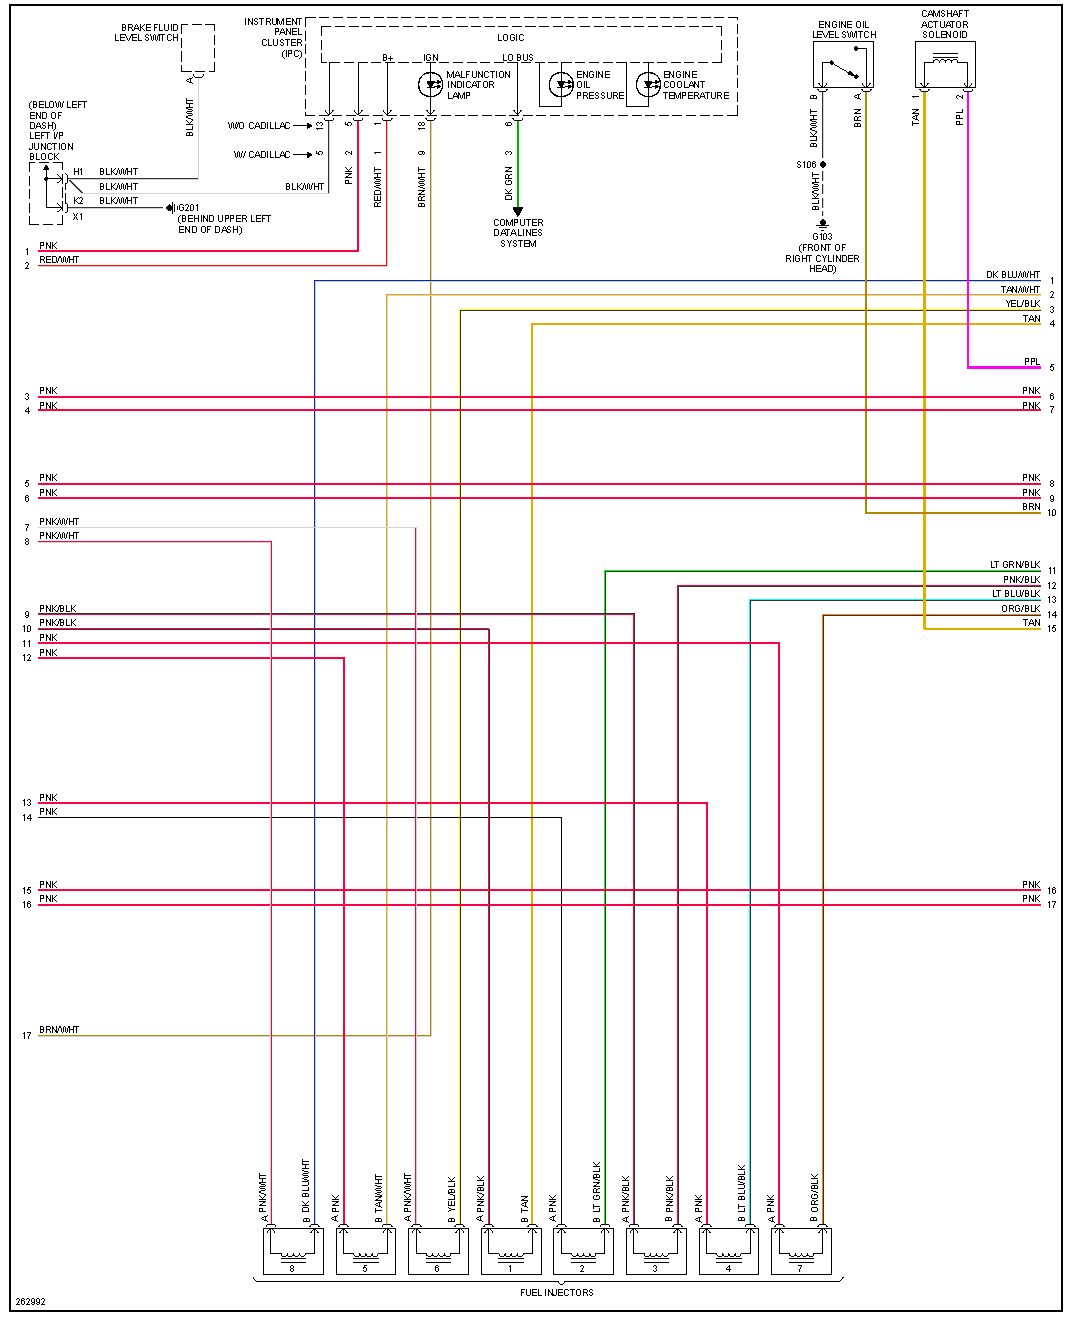 BRAKE FLUID
LEVEL SWITCH
A
BLK/WHT
INSTRUMENT
PANEL
CLUSTER
(IPC)
LOGIC
B+
IGN
LO BUS
MALFUNCTION
INDICATOR
LAMP
ENGINE
OIL
PRESSURE
ENGINE
COOLANT
TEMPERATURE
ENGINE OIL
LEVEL SWITCH
CAMSHAFT
ACTUATOR
SOLENOID
W/O CADILLAC
13
5
1
18
6
W/ CADILLAC
5
2
1
9
3
PNK
RED/WHT
BRN/WHT
DK GRN
COMPUTER
DATALINES
SYSTEM
B
A
BLK/WHT
BRN
S106
BLK/WHT
G103
(FRONT OF
RIGHT CYLINDER
HEAD)
1
2
TAN
PPL
(BELOW LEFT
END OF
DASH)
LEFT I/P
JUNCTION
BLOCK
H1 BLK/WHT
BLK/WHT
BLK/WHT
K2 BLK/WHT
X1
G201
(BEHIND UPPER LEFT
END OF DASH)
1 PNK
2 RED/WHT
DK BLU/WHT 1
TAN/WHT 2
YEL/BLK 3
TAN 4
PPL 5
3 PNK
PNK 6
4 PNK
PNK 7
5 PNK
PNK 8
6 PNK
PNK 9
BRN 10
7 PNK/WHT
8 PNK/WHT
LT GRN/BLK 11
PNK/BLK 12
LT BLU/BLK 13
ORG/BLK 14
TAN 15
9 PNK/BLK
10 PNK/BLK
11 PNK
12 PNK
13 PNK
14 PNK
15 PNK
PNK 16
16 PNK
PNK 17
17 BRN/WHT
A PNK/WHT
B DK BLU/WHT
A PNK
B TAN/WHT
A PNK/WHT
B YEL/BLK
A PNK/BLK
B TAN
A PNK
B LT GRN/BLK
A PNK/BLK
B PNK/BLK
A PNK
B LT BLU/BLK
A PNK
B ORG/BLK
8
5
6
1
2
3
4
7
FUEL INJECTORS
262992